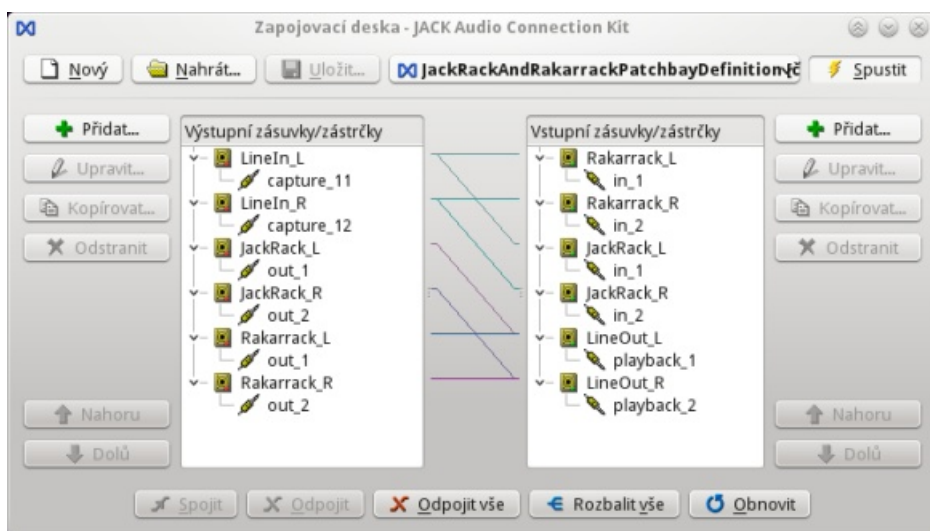 Zapojovací deska - JACK Audio Connection Kit
Nový Nahrát... Uložit... JackRackAndRakarrackPatchbayDefinition Spustit
Přidat... Výstupní zásuvky/zástrčky Vstupní zásuvky/zástrčky Přidat...
LineIn_L Rakarrack_L
Upravit... capture_11 in_1 Upravit...
LineIn_R Rakarrack_R
Kopírovat... capture_12 in_2 Kopírovat...
Odstranit JackRack_L JackRack_L Odstranit
out_1 in_1
JackRack_R JackRack_R
out_2 in_2
Rakarrack_L LineOut_L
out_1 playback_1
Rakarrack_R LineOut_R
Nahoru out_2 playback_2 Nahoru
Dolů Dolů
Spojit Odpojit Odpojit vše Rozbalit vše Obnovit